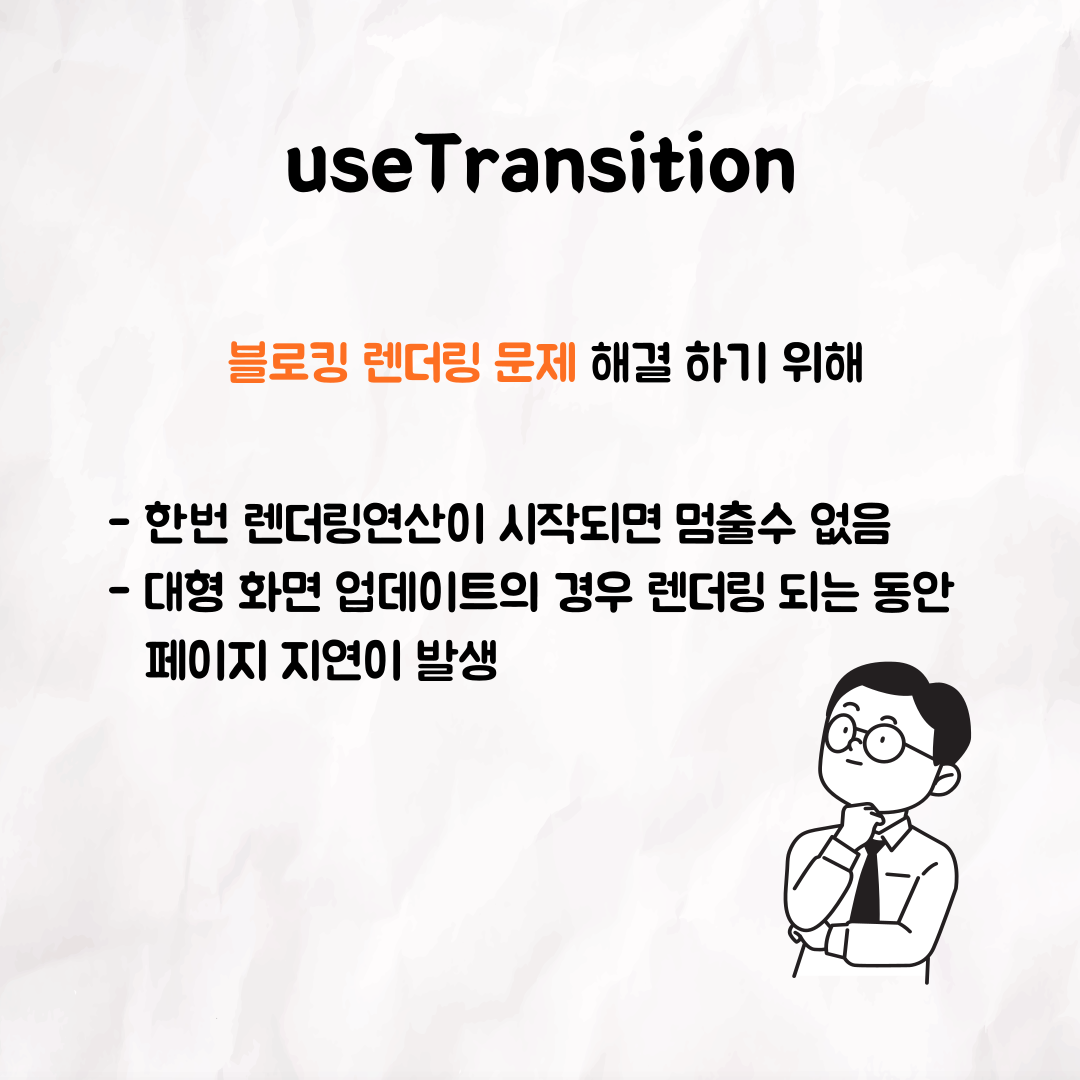 useTransition
블로킹 렌더링 문제 해결 하기 위해
- 한번 렌더링연산이 시작되면 멈출수 없음
- 대형 화면 업데이트의 경우 렌더링 되는 동안
페이지 지연이 발생